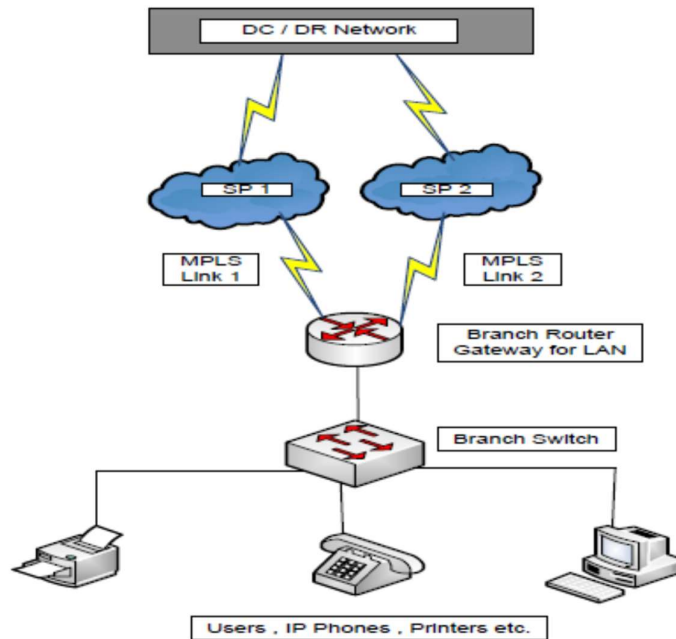 DC / DR Network
SP 1
SP 2
MPLS
Link 1
MPLS
Link 2
Branch Router
Gateway for LAN
Branch Switch
Users , IP Phones , Printers etc.